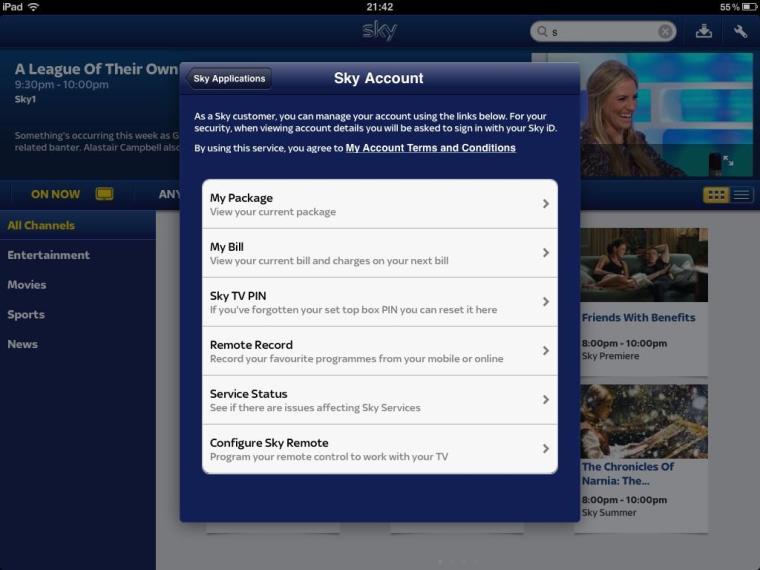 iPad
21:42
55%
sky
s
A League Of Their Own
9:30pm - 10:00pm
Sky1
Something's occurring this week as G
related banter. Alastair Campbell also
Sky Applications
Sky Account
As a Sky customer, you can manage your account using the links below. For your
security, when viewing account details you will be asked to sign in with your Sky iD.
By using this service, you agree to My Account Terms and Conditions
ON NOW
ANY
All Channels
Entertainment
Movies
Sports
News
My Package
View your current package
My Bill
View your current bill and charges on your next bill
Sky TV PIN
If you've forgotten your set top box PIN you can reset it here
Remote Record
Record your favourite programmes from your mobile or online
Service Status
See if there are issues affecting Sky Services
Configure Sky Remote
Program your remote control to work with your TV
Friends With Benefits
8:00pm - 10:00pm
Sky Premiere
The Chronicles Of
Narnia: The...
8:00pm - 10:00pm
Sky Summer